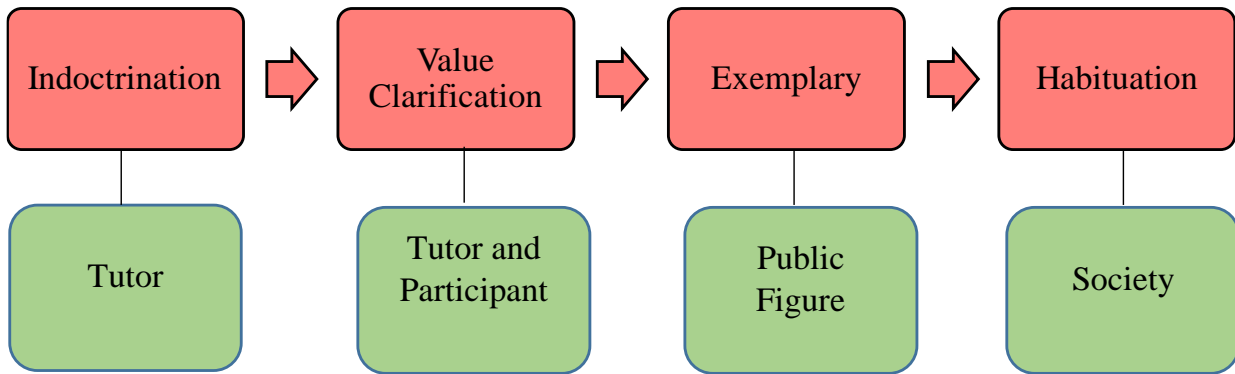 Indoctrination
Value
Clarification
Exemplary
Habituation
Tutor
Tutor and
Participant
Public
Figure
Society